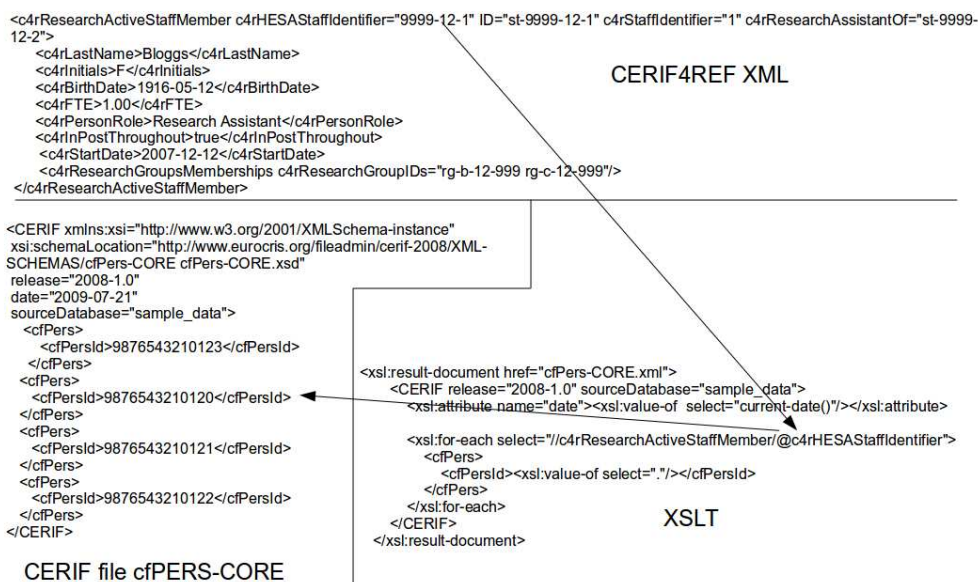 <c4rResearchActiveStaffMember c4rHESAStaffIdentifier="9999-12-1" ID="st-9999-12-1" c4rStaffIdentifier="1" c4rResearchAssistantOf="st-9999-
12-2">
<c4rLastName>Bloggs</c4rLastName>
<c4rInitials>F</c4rInitials>
<c4rBirthDate>1916-05-12</c4rBirthDate>
<c4rFTE>1.00</c4rFTE>
<c4rPersonRole>Research Assistant</c4rPersonRole>
<c4rInPostThroughout>true</c4rInPostThroughout>
<c4rStartDate>2007-12-12</c4rStartDate>
<c4rResearchGroupsMemberships c4rResearchGroupIDs="rg-b-12-999 rg-c-12-999"/>
</c4rResearchActiveStaffMember>
CERIF4REF XML
<CERIF xmlns:xsi="http://www.w3.org/2001/XMLSchema-instance"
xsi:schemaLocation="http://www.eurocris.org/fileadmin/cerif-2008/XML-
SCHEMAS/cfPers-CORE cfPers-CORE.xsd"
release="2008-1.0"
date="2009-07-21"
sourceDatabase="sample_data">
<cfPers>
<cfPersId>9876543210123</cfPersId>
</cfPers>
<cfPers>
<cfPersId>9876543210120</cfPersId>
</cfPers>
<cfPers>
<cfPersId>9876543210121</cfPersId>
</cfPers>
<cfPers>
<cfPersId>9876543210122</cfPersId>
</cfPers>
</CERIF>
CERIF file cfPERS-CORE
<xsl:result-document href="cfPers-CORE.xml">
<CERIF release="2008-1.0" sourceDatabase="sample_data">
<xsl:attribute name="date"><xsl:value-of select="current-date()"/></xsl:attribute>
<xsl:for-each select="//c4rResearchActiveStaffMember/@c4rHESAStaffIdentifier">
<cfPers>
<cfPersId><xsl:value-of select="."/></cfPersId>
</cfPers>
</xsl:for-each>
</CERIF>
</xsl:result-document>
XSLT